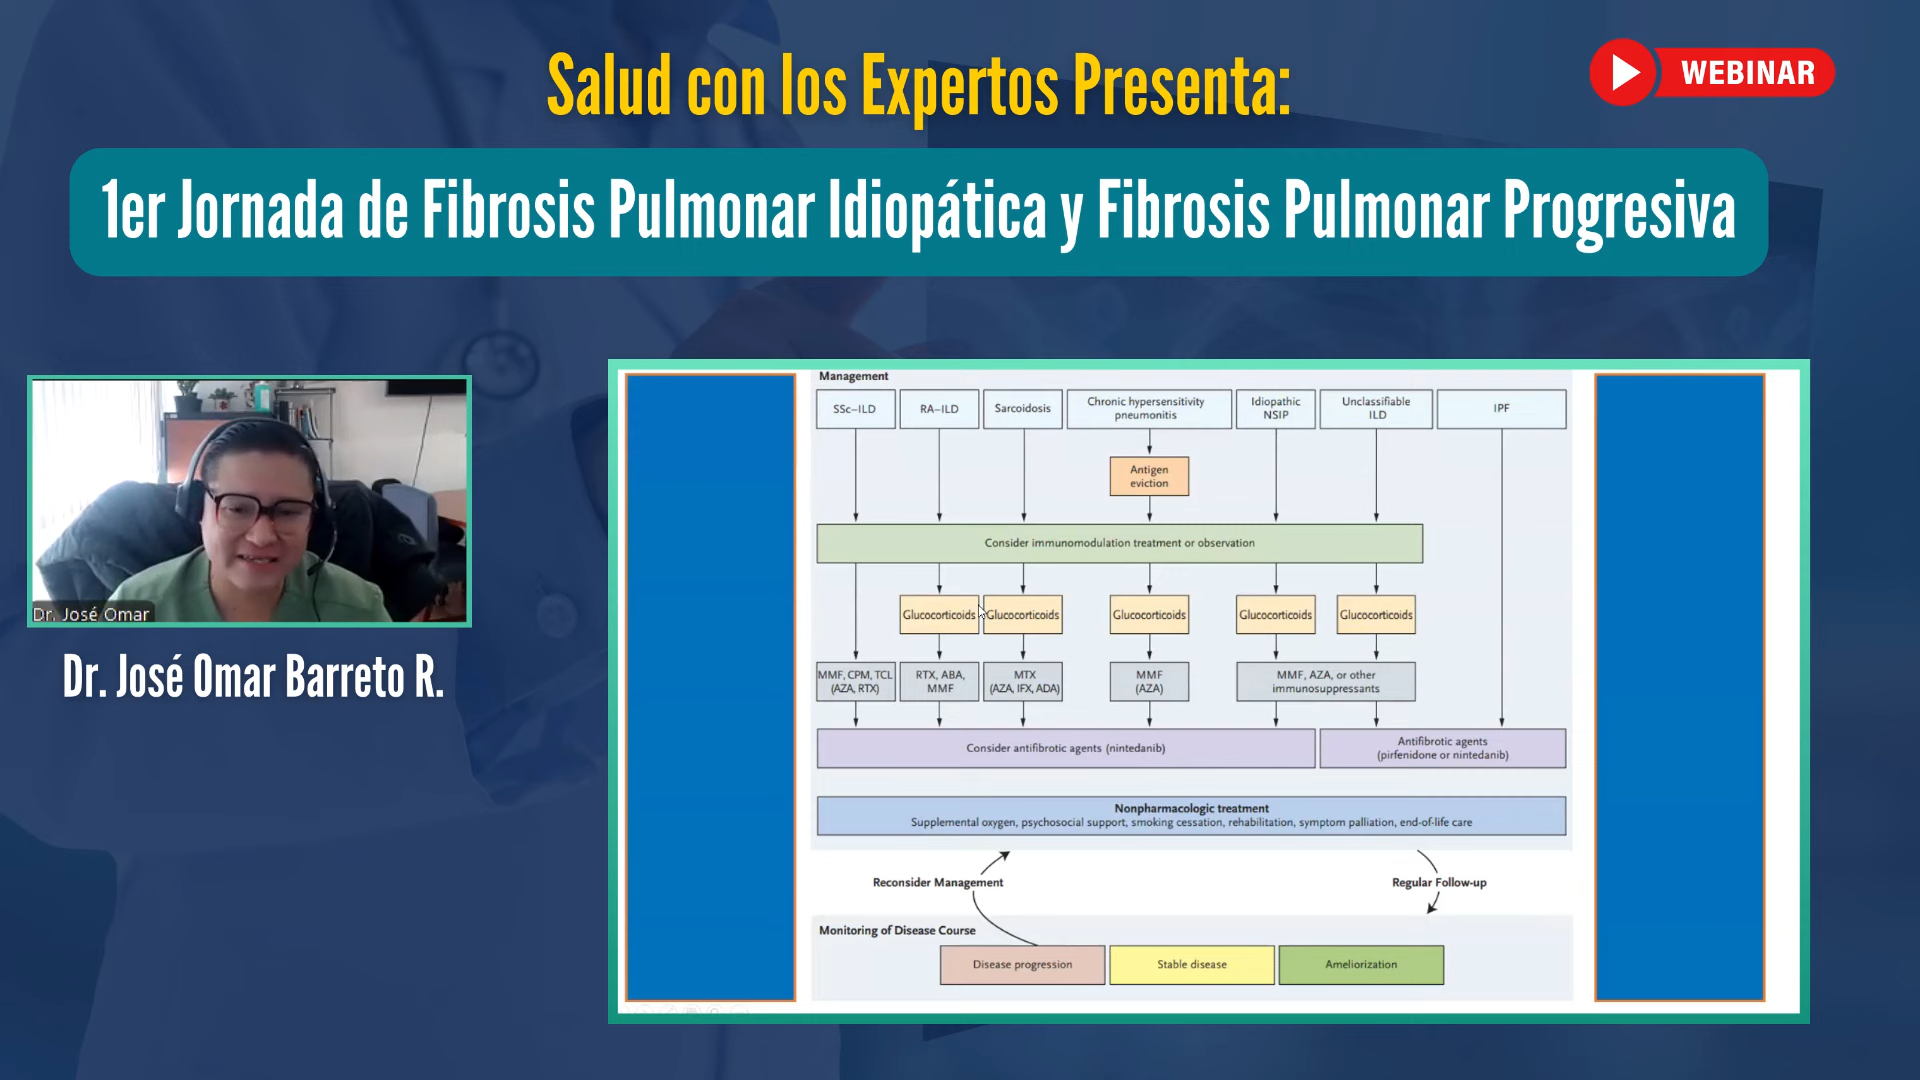 Salud con los Expertos Presenta:
WEBINAR
1er Jornada de Fibrosis Pulmonar Idiopática y Fibrosis Pulmonar Progresiva
Dr. José Omar
Dr. José Omar Barreto R.
Management
SSc–ILD
RA–ILD
Sarcoidosis
Chronic hypersensitivity
pneumonitis
Idiopathic
NSIP
Unclassifiable
ILD
IPF
Antigen
eviction
Consider immunomodulation treatment or observation
Glucocorticoids
Glucocorticoids
Glucocorticoids
Glucocorticoids
Glucocorticoids
MMF, CPM, TCL
(AZA, RTX)
RTX, ABA,
MMF
MTX
(AZA, IFX, ADA)
MMF
(AZA)
MMF, AZA, or other
immunosuppressants
Consider antifibrotic agents (nintedanib)
Antifibrotic agents
(pirfenidone or nintedanib)
Nonpharmacologic treatment
Supplemental oxygen, psychosocial support, smoking cessation, rehabilitation, symptom palliation, end-of-life care
Reconsider Management
Regular Follow-up
Monitoring of Disease Course
Disease progression
Stable disease
Ameliorization